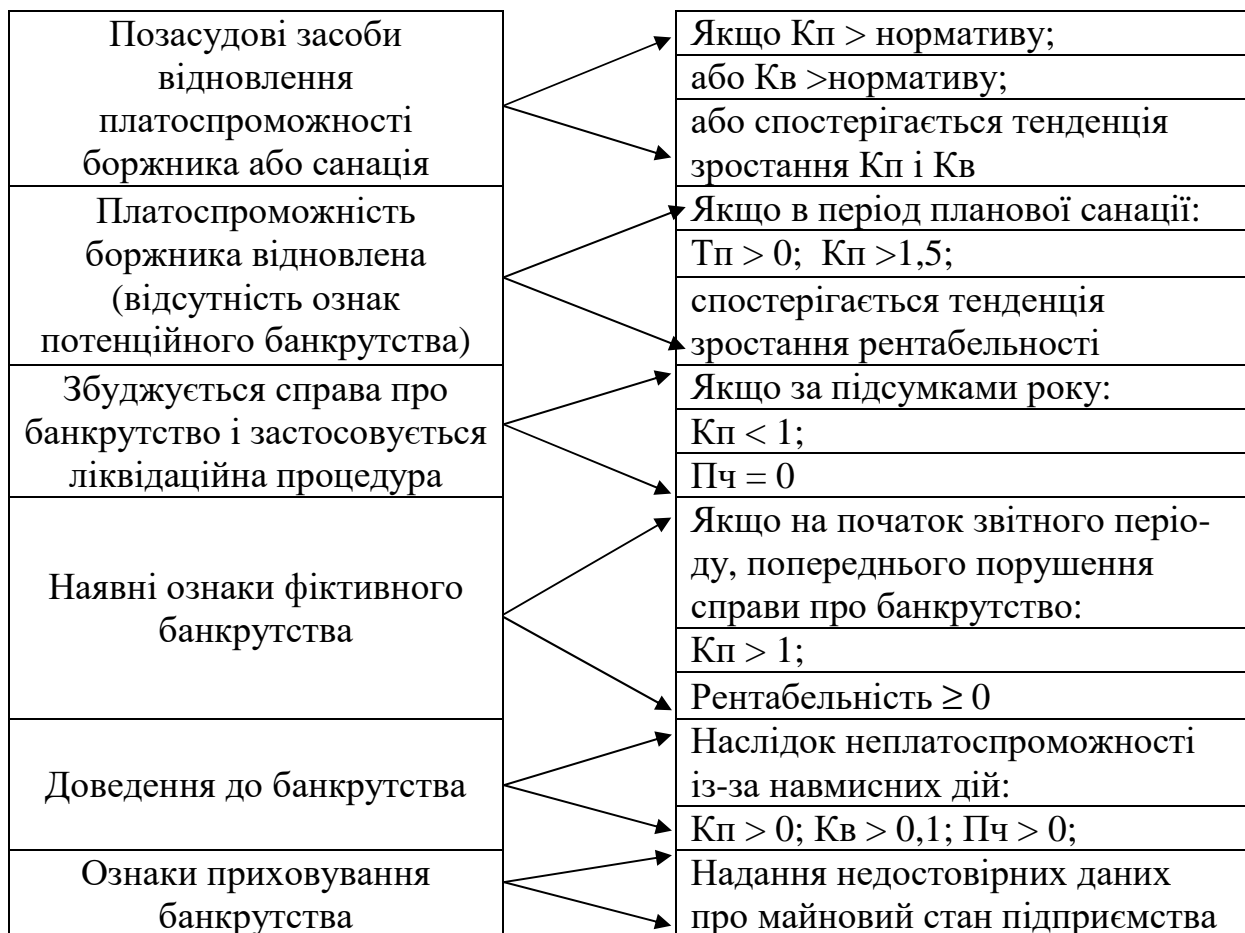 Позасудові засоби
відновлення
платоспроможності
боржника або санація
Якщо Кп > нормативу;
або Кв >нормативу;
або спостерігається тенденція
зростання Кп і Кв
Платоспроможність
боржника відновлена
(відсутність ознак
потенційного банкрутства)
Якщо в період планової санації:
Тп > 0; Кп >1,5;
спостерігається тенденція
зростання рентабельності
Збуджується справа про
банкрутство і застосовується
ліквідаційна процедура
Якщо за підсумками року:
Кп < 1;
Пч = 0
Наявні ознаки фіктивного
банкрутства
Якщо на початок звітного періо-
ду, попереднього порушення
справи про банкрутство:
Кп > 1;
Рентабельність ≥ 0
Доведення до банкрутства
Наслідок неплатоспроможності
із-за навмисних дій:
Кп > 0; Кв > 0,1; Пч > 0;
Ознаки приховування
банкрутства
Надання недостовірних даних
про майновий стан підприємства